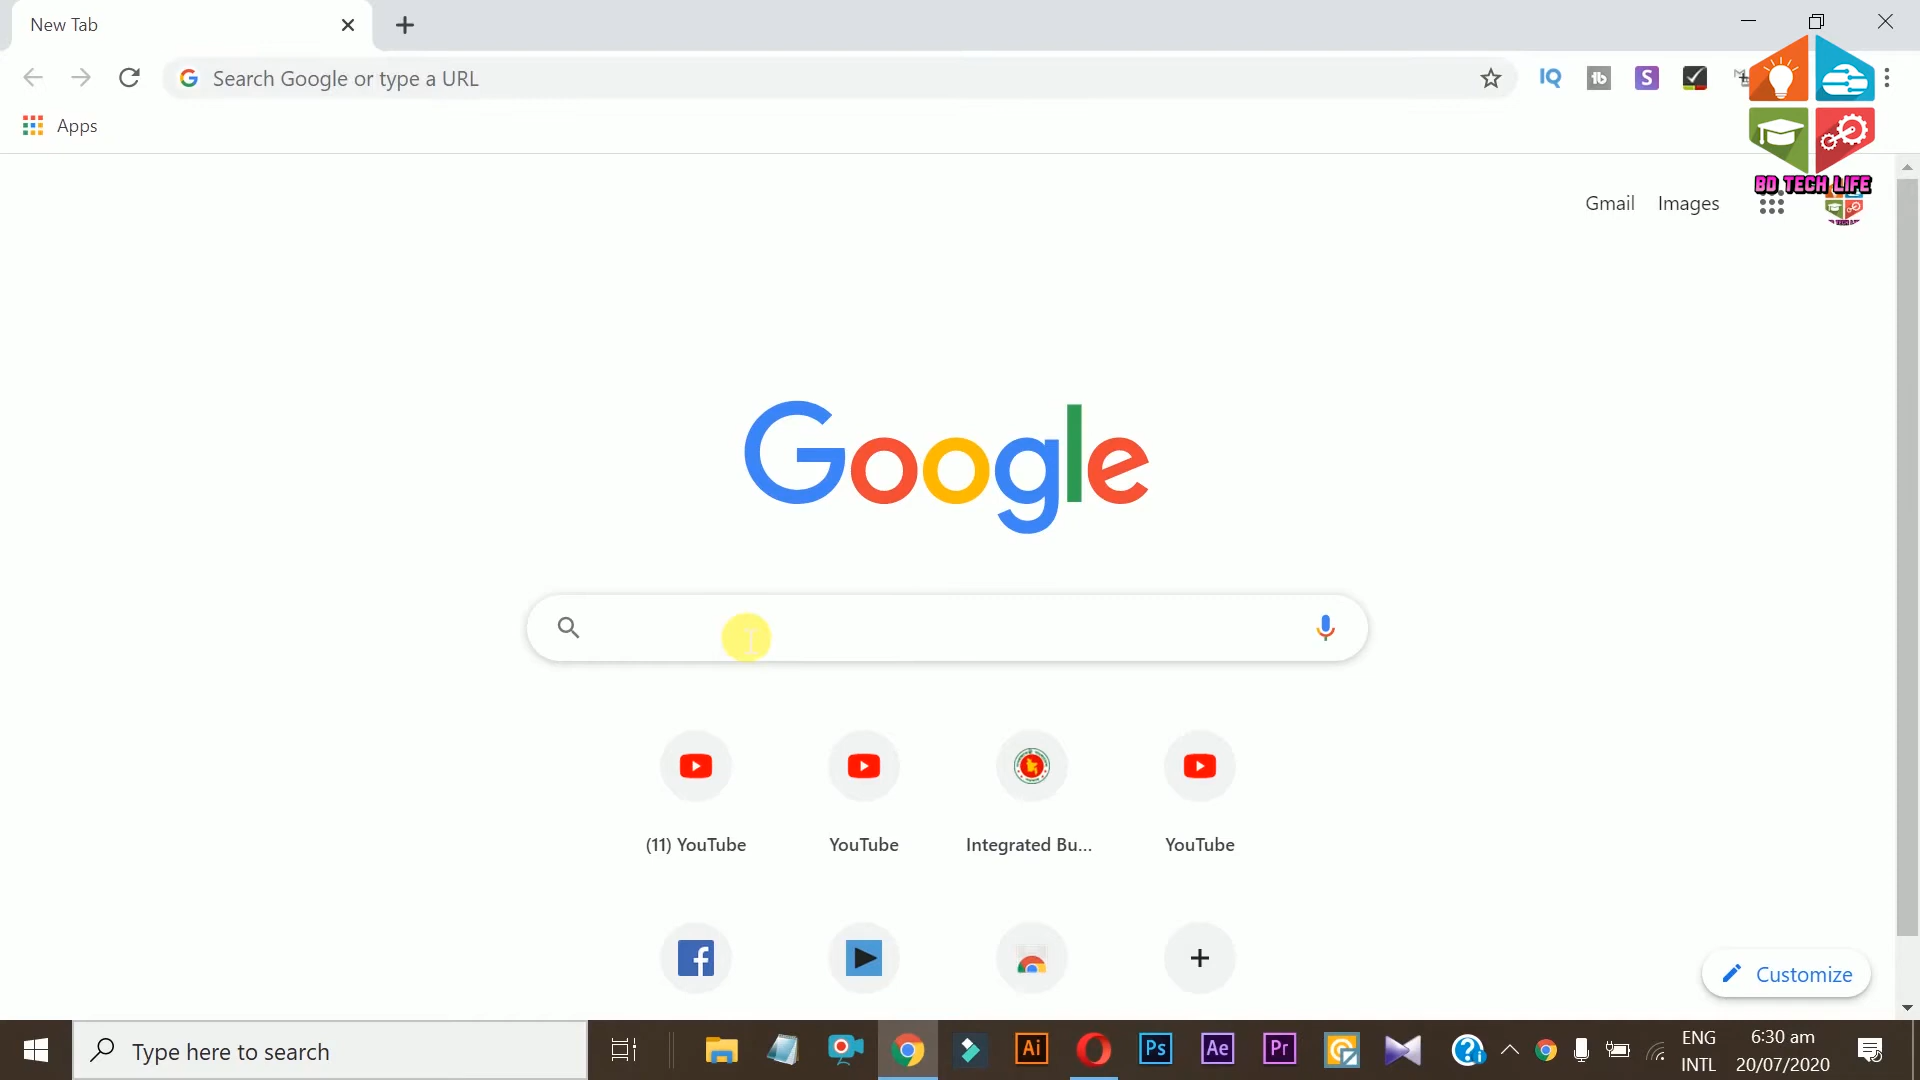 New Tab
Search Google or type a URL
IQ
tb
S
Apps
BD TECH LIFE
Gmail
Images
Google
(11) YouTube
YouTube
Integrated Bu...
YouTube
Customize
Type here to search
Ai
Ps
Ae
Pr
ENG
INTL
6:30 am
20/07/2020